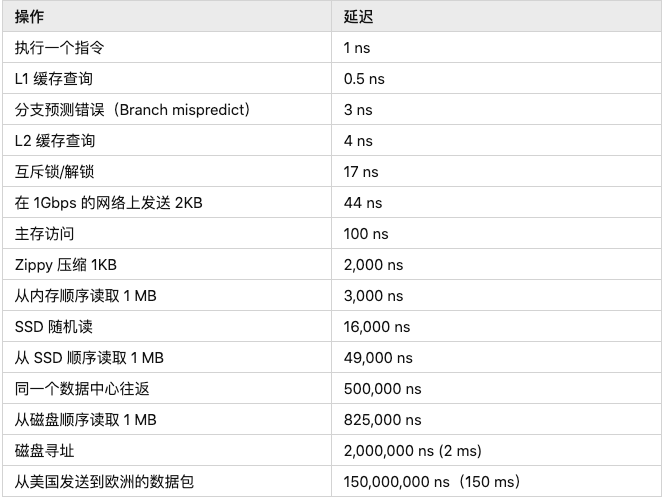 操作 延迟
执行一个指令 1 ns
L1 缓存查询 0.5 ns
分支预测错误（Branch mispredict） 3 ns
L2 缓存查询 4 ns
互斥锁/解锁 17 ns
在 1Gbps 的网络上发送 2KB 44 ns
主存访问 100 ns
Zippy 压缩 1KB 2,000 ns
从内存顺序读取 1 MB 3,000 ns
SSD 随机读 16,000 ns
从 SSD 顺序读取 1 MB 49,000 ns
同一个数据中心往返 500,000 ns
从磁盘顺序读取 1 MB 825,000 ns
磁盘寻址 2,000,000 ns (2 ms)
从美国发送到欧洲的数据包 150,000,000 ns（150 ms）